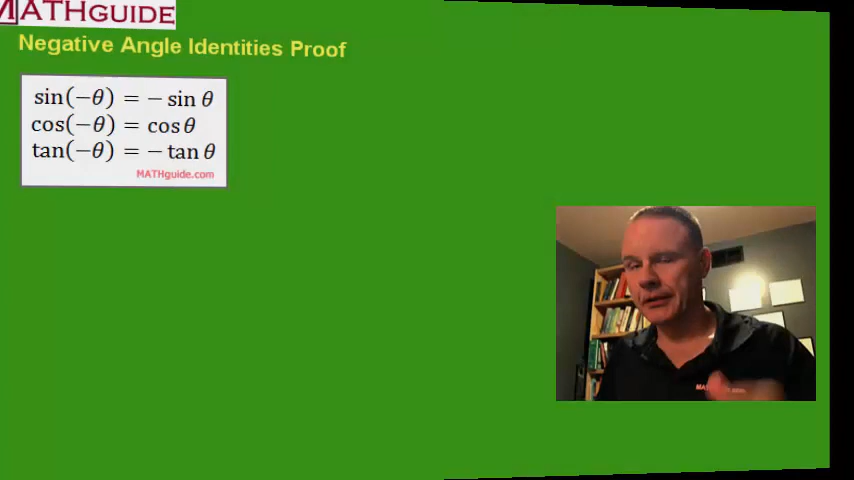 MATHGUIDE
Negative Angle Identities Proof
sin(−θ) = − sin θ
cos(−θ) = cos θ
tan(−θ) = − tan θ
MATHguide.com